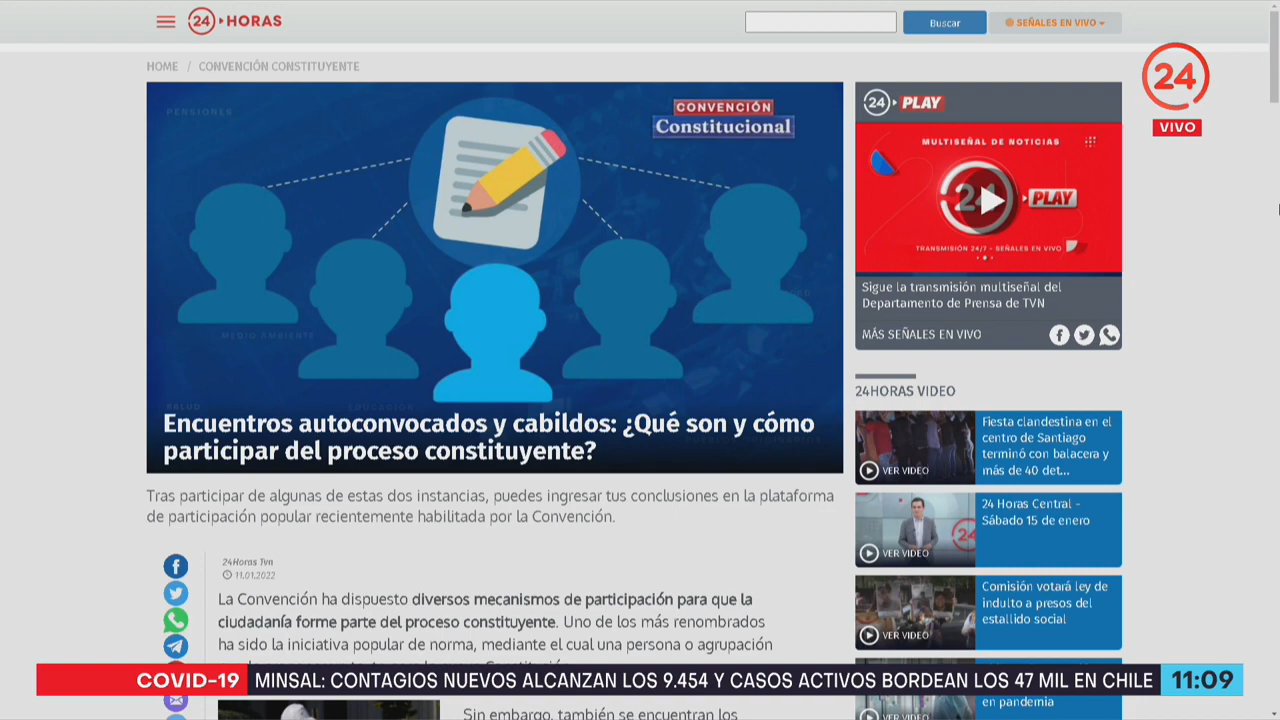 24 HORAS
Buscar
SEÑALES EN VIVO
HOME / CONVENCIÓN CONSTITUYENTE
24
VIVO
PENSIONES
CONVENCIÓN
Constitucional
MEDIO AMBIENTE
SALUD
Encuentros autoconvocados y cabildos: ¿Qué son y cómo
participar del proceso constituyente?
Tras participar de algunas de estas dos instancias, puedes ingresar tus conclusiones en la plataforma
de participación popular recientemente habilitada por la Convención.
24Horas Tvn
11.01.2022
La Convención ha dispuesto diversos mecanismos de participación para que la
ciudadanía forme parte del proceso constituyente. Uno de los más renombrados
ha sido la iniciativa popular de norma, mediante el cual una persona o agrupación
Sin embargo, también se encuentran los
24 PLAY
MULTISEÑAL DE NOTICIAS
24 PLAY
TRANSMISIÓN 24/7 - SEÑALES EN VIVO
Sigue la transmisión multiseñal del
Departamento de Prensa de TVN
MÁS SEÑALES EN VIVO
24HORAS VIDEO
VER VIDEO
Fiesta clandestina en el
centro de Santiago
terminó con balacera y
más de 40 det...
VER VIDEO
24 Horas Central -
Sábado 15 de enero
VER VIDEO
Comisión votará ley de
indulto a presos del
estallido social
VER VIDEO
en pandemia
COVID-19 MINSAL: CONTAGIOS NUEVOS ALCANZAN LOS 9.454 Y CASOS ACTIVOS BORDEAN LOS 47 MIL EN CHILE 11:09